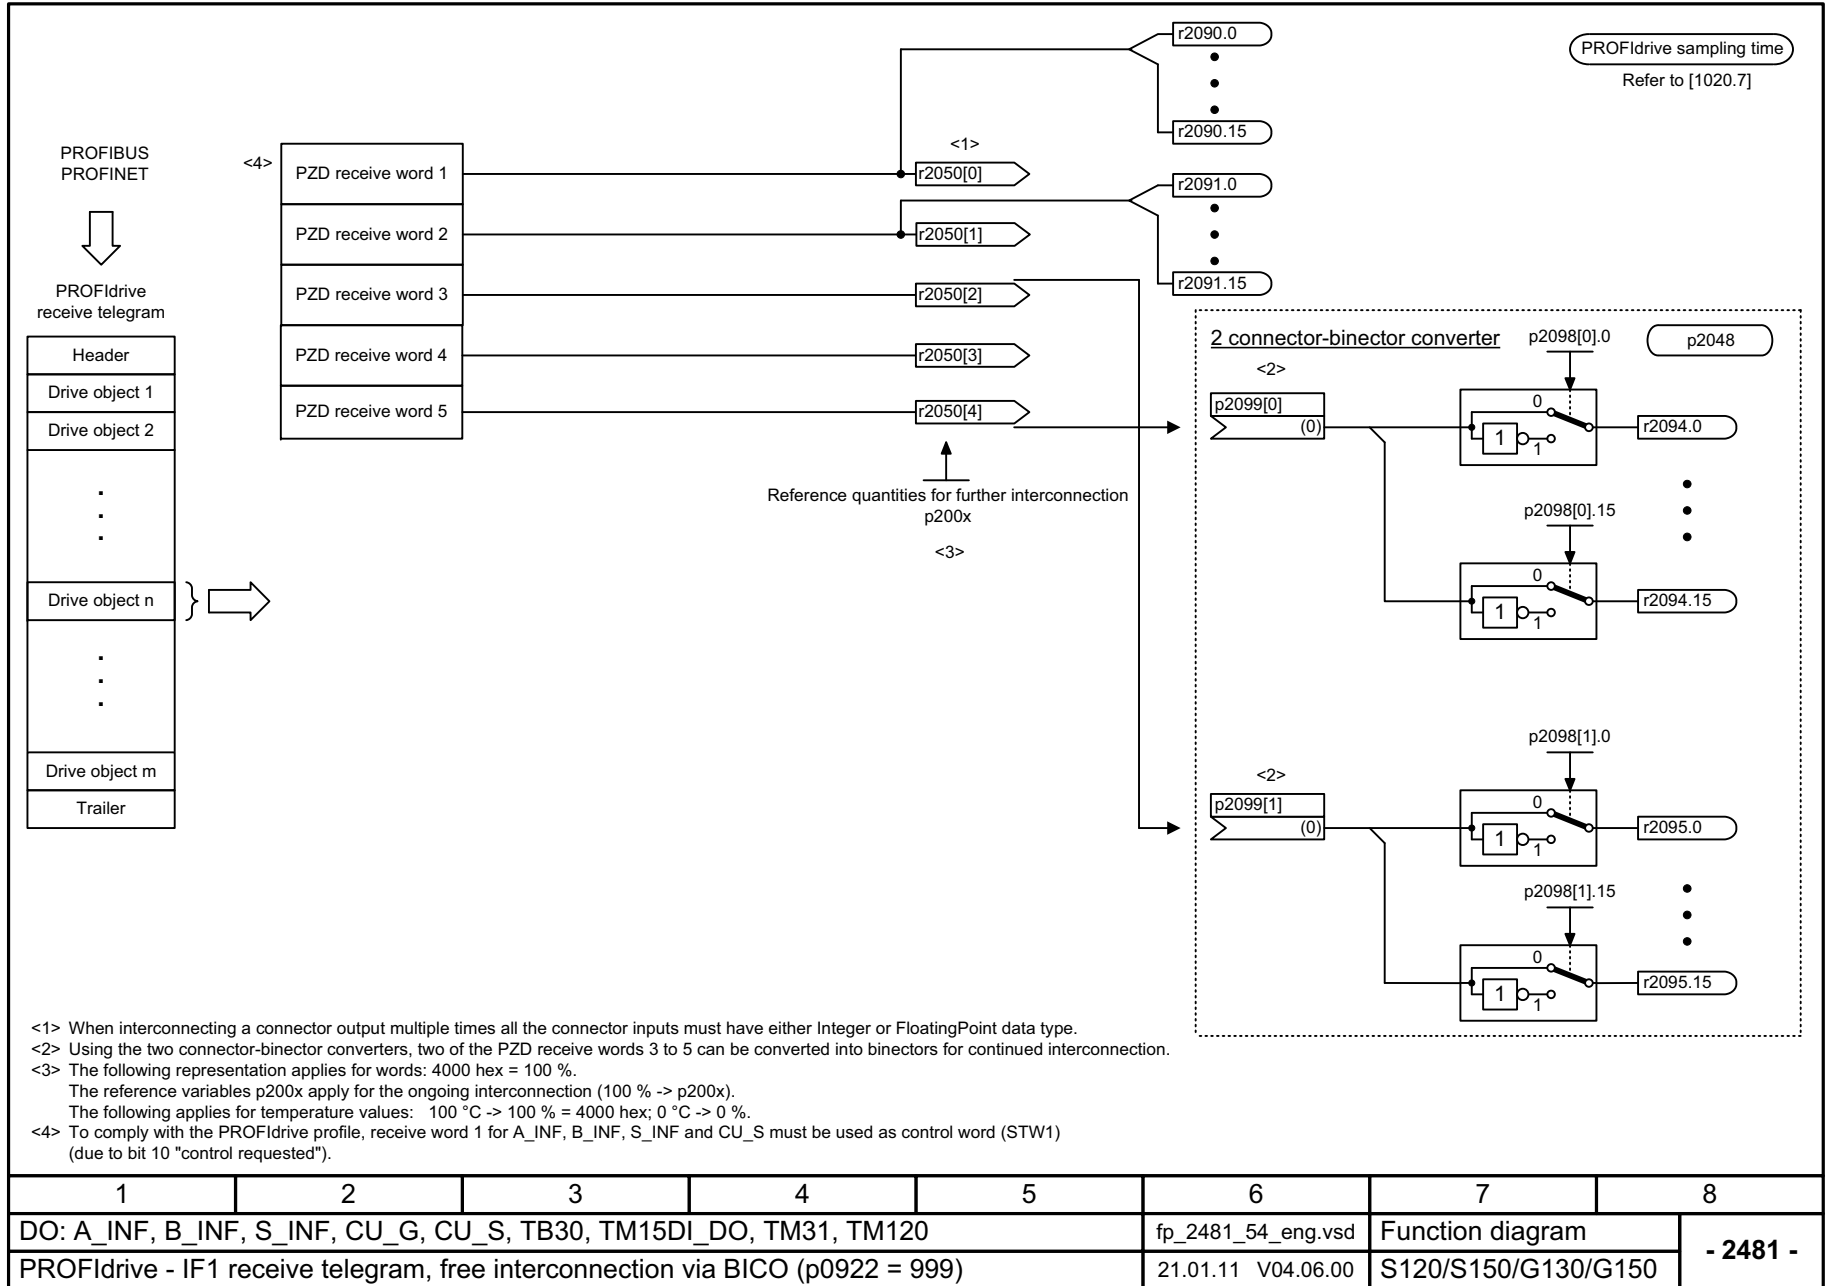 r2090.0
PROFIdrive sampling time
Refer to [1020.7]
r2090.15
PROFIBUS
PROFINET
<4>
PZD receive word 1
<1>
r2050[0]
r2091.0
PZD receive word 2
r2050[1]
r2091.15
PROFIdrive
receive telegram
PZD receive word 3
r2050[2]
Header
PZD receive word 4
r2050[3]
2 connector-binector converter
p2098[0].0
p2048
Drive object 1
<2>
PZD receive word 5
r2050[4]
p2099[0]
(0)
0
1
1
r2094.0
Drive object 2
Reference quantities for further interconnection
p200x
<3>
p2098[0].15
0
1
1
r2094.15
Drive object n
p2098[1].0
Drive object m
<2>
p2099[1]
(0)
0
1
1
r2095.0
Trailer
p2098[1].15
0
1
1
r2095.15
<1> When interconnecting a connector output multiple times all the connector inputs must have either Integer or FloatingPoint data type.
<2> Using the two connector-binector converters, two of the PZD receive words 3 to 5 can be converted into binectors for continued interconnection.
<3> The following representation applies for words: 4000 hex = 100 %.
The reference variables p200x apply for the ongoing interconnection (100 % -> p200x).
The following applies for temperature values: 100 °C -> 100 % = 4000 hex; 0 °C -> 0 %.
<4> To comply with the PROFIdrive profile, receive word 1 for A_INF, B_INF, S_INF and CU_S must be used as control word (STW1)
(due to bit 10 "control requested").
1 2 3 4 5 6 7 8
DO: A_INF, B_INF, S_INF, CU_G, CU_S, TB30, TM15DI_DO, TM31, TM120
fp_2481_54_eng.vsd
Function diagram
- 2481 -
PROFIdrive - IF1 receive telegram, free interconnection via BICO (p0922 = 999)
21.01.11 V04.06.00
S120/S150/G130/G150